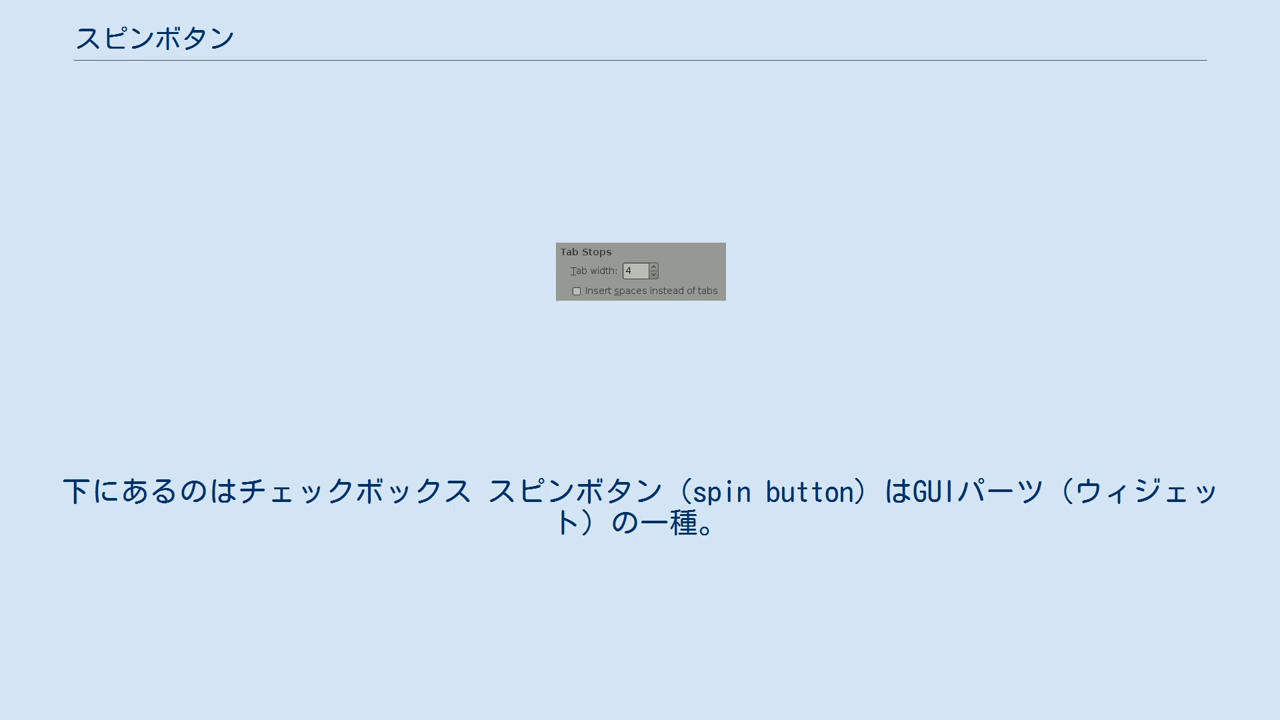 スピンボタン
Tab Stops
Tab width: 4
Insert spaces instead of tabs
下にあるのはチェックボックス スピンボタン（spin button）はGUIパーツ（ウィジェッ
ト）の一種。